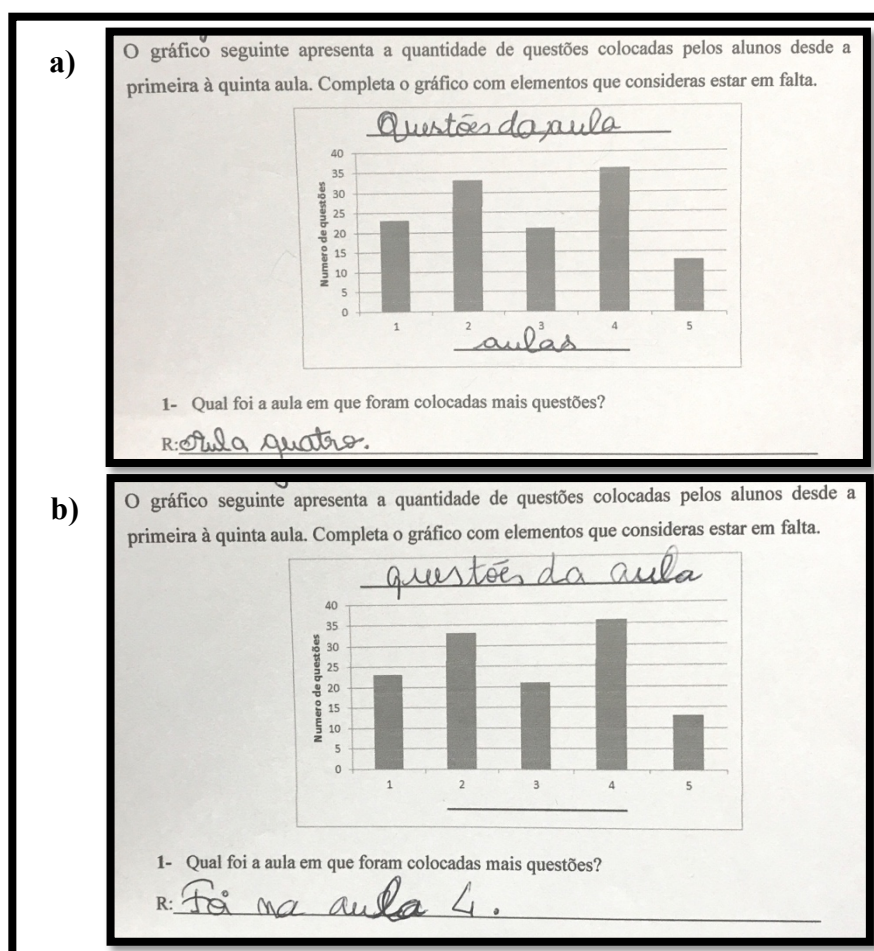 a)
O gráfico seguinte apresenta a quantidade de questões colocadas pelos alunos desde a
primeira à quinta aula. Completa o gráfico com elementos que consideras estar em falta.
Questões da aula
40
35
30
25
20
15
10
5
0
Numero de questões
1 2 3 4 5
aulas
1- Qual foi a aula em que foram colocadas mais questões?
R: Aula quatro.
b)
O gráfico seguinte apresenta a quantidade de questões colocadas pelos alunos desde a
primeira à quinta aula. Completa o gráfico com elementos que consideras estar em falta.
questões da aula
40
35
30
25
20
15
10
5
0
Numero de questões
1 2 3 4 5
1- Qual foi a aula em que foram colocadas mais questões?
R: Foi na aula 4.